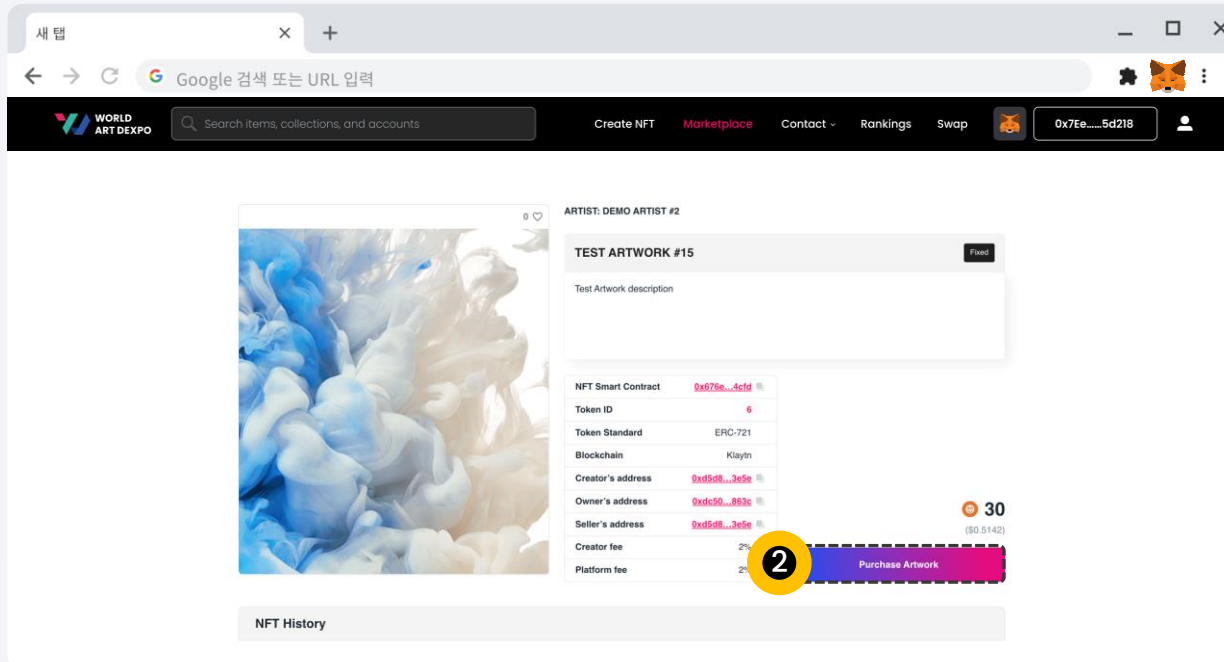 새 탭
Google 검색 또는 URL 입력
WORLD
ART DEXPO
Search items, collections, and accounts
Create NFT
Marketplace
Contact
Rankings
Swap
0x7Ee......5d218
0
ARTIST: DEMO ARTIST #2
TEST ARTWORK #15
Fixed
Test Artwork description
NFT Smart Contract 0x676e...4cfd
Token ID 6
Token Standard ERC-721
Blockchain Klaytn
Creator's address 0xd5d8...3e5e
Owner's address 0xdc50...863c
Seller's address 0xd5d8...3e5e
Creator fee 2%
Platform fee 2%
30
($0.5142)
2
Purchase Artwork
NFT History